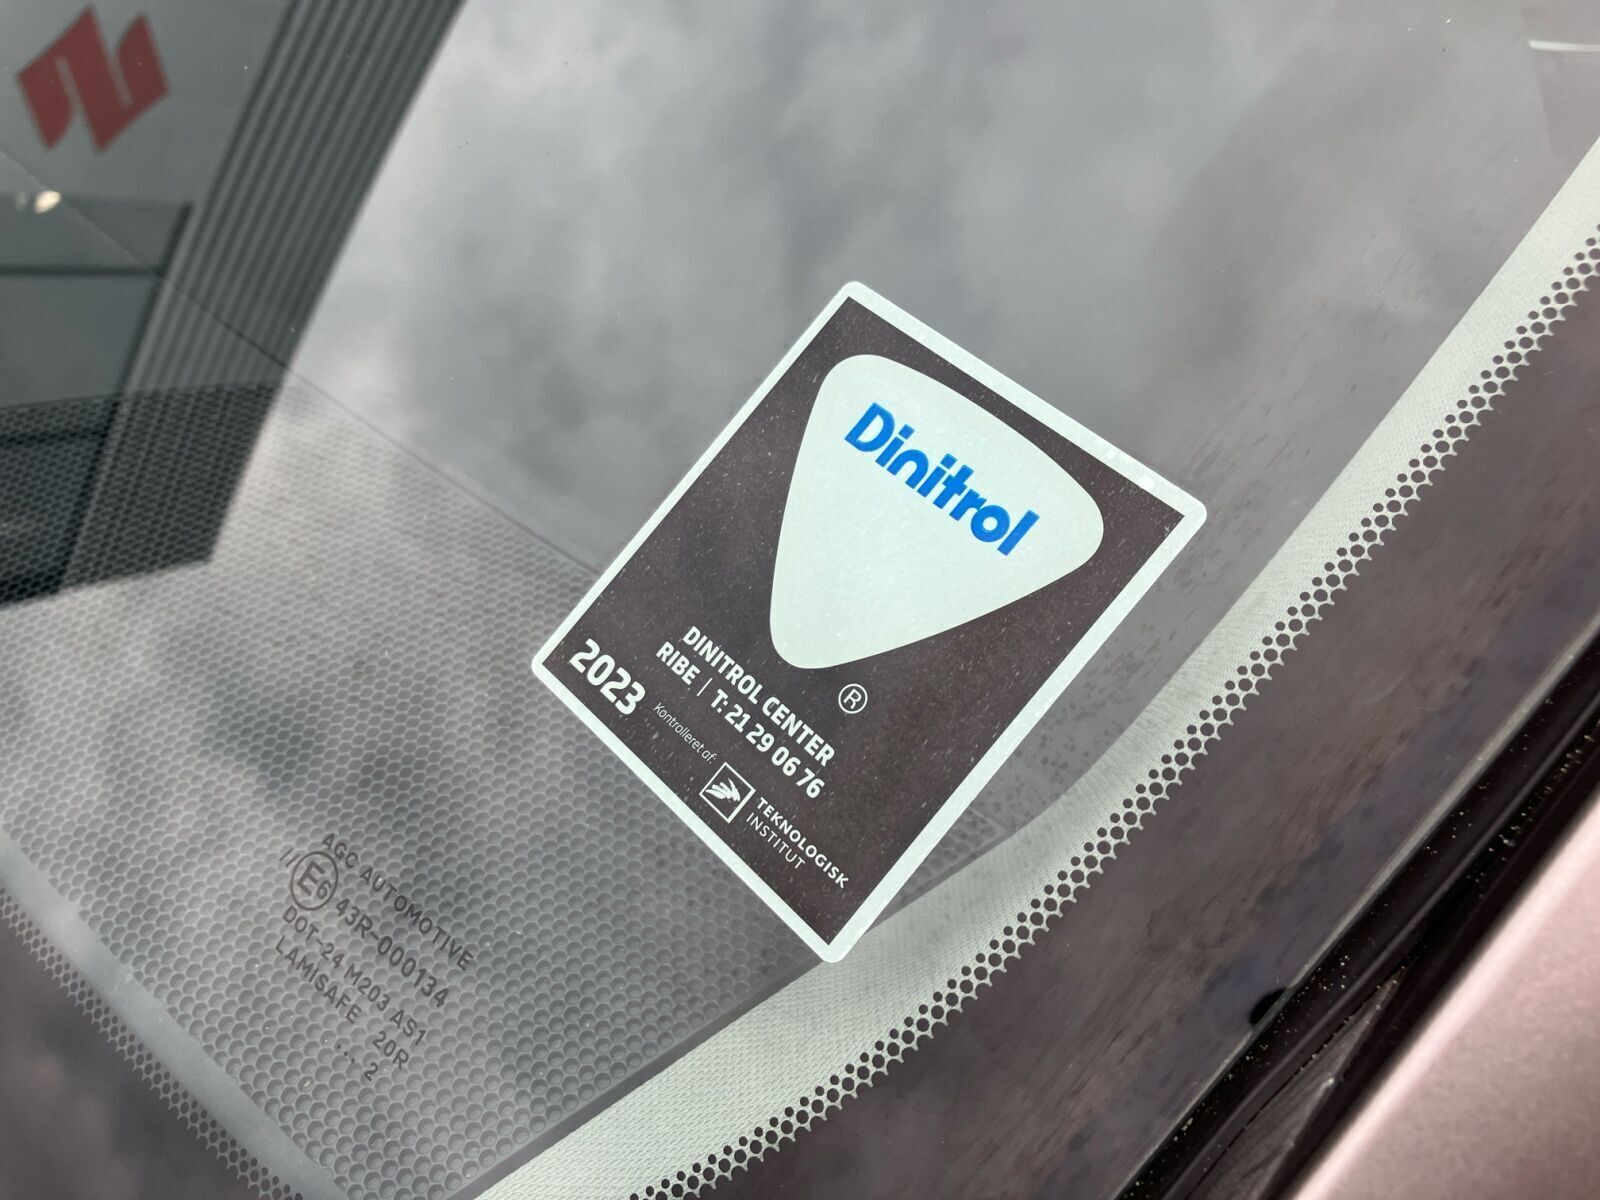 Dinitrol
®
DINITROL CENTER
RIBE | T: 21 29 06 76
2023
Kontrolleret af:
TEKNOLOGISK
INSTITUT
AGC AUTOMOTIVE
E6 43R-000134
DOT-24 M203 AS1
LAMISAFE 20R
... 2